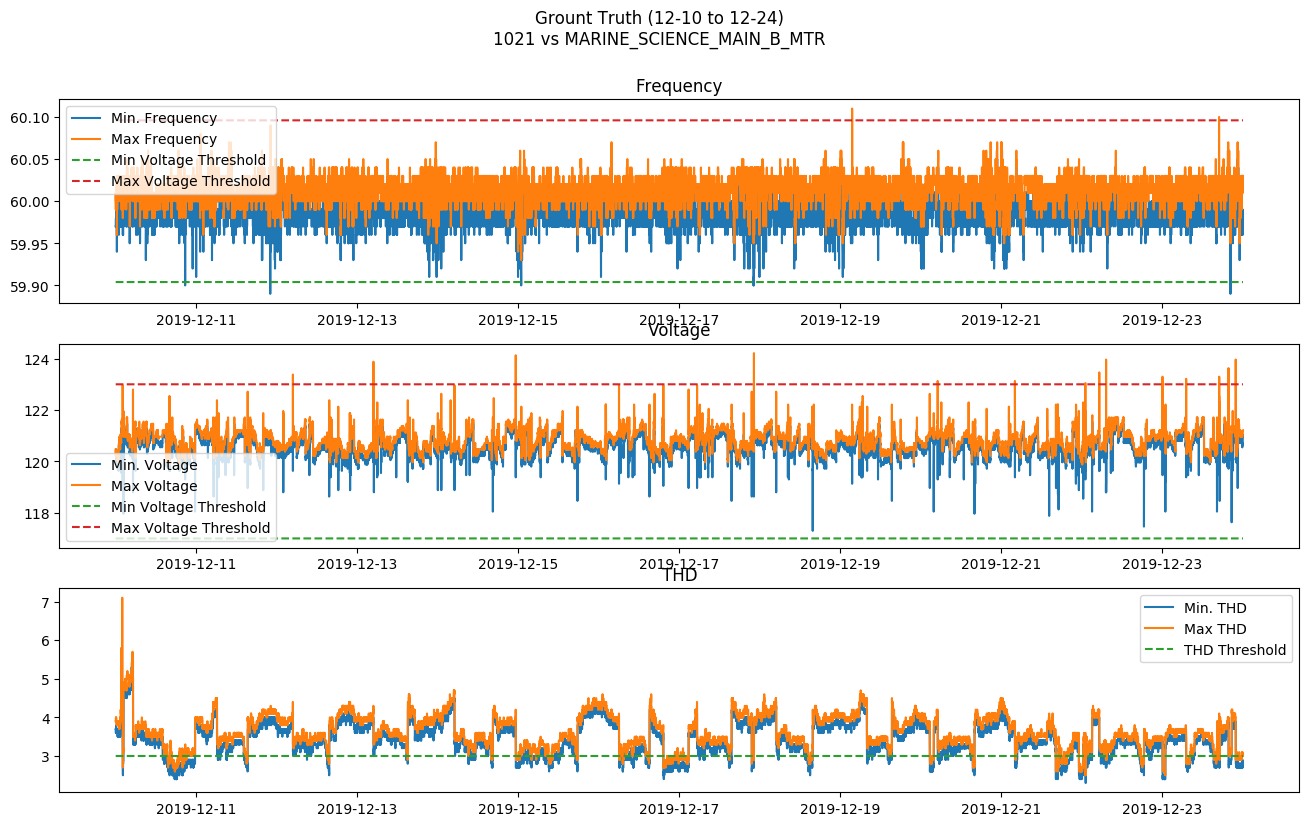 Grount Truth (12-10 to 12-24)
1021 vs MARINE_SCIENCE_MAIN_B_MTR
Frequency
Min. Frequency
Max Frequency
Min Voltage Threshold
Max Voltage Threshold
60.10
60.05
60.00
59.95
59.90
2019-12-11 2019-12-13 2019-12-15 2019-12-17 2019-12-19 2019-12-21 2019-12-23
Voltage
124
122
120
118
Min. Voltage
Max. Voltage
Min Voltage Threshold
Max Voltage Threshold
2019-12-11 2019-12-13 2019-12-15 2019-12-17 2019-12-19 2019-12-21 2019-12-23
THD
7
6
5
4
3
Min. THD
Max THD
THD Threshold
2019-12-11 2019-12-13 2019-12-15 2019-12-17 2019-12-19 2019-12-21 2019-12-23